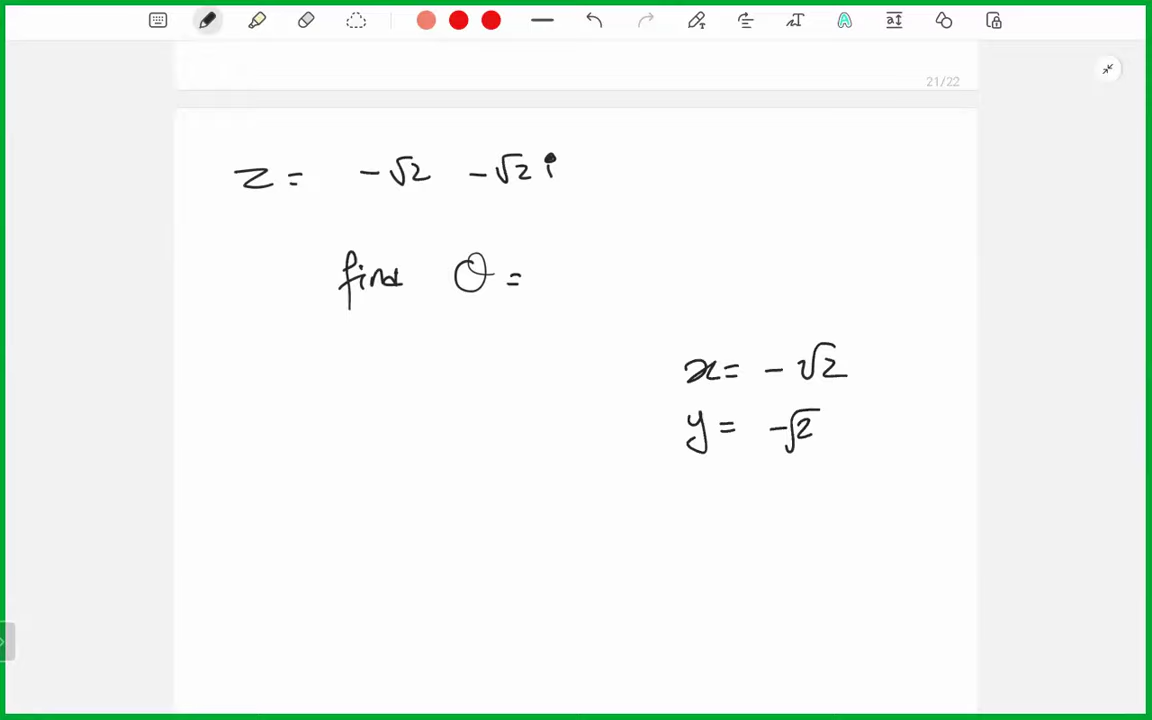 21/22
z = -√2 -√2 i
find θ =
x = -√2
y = -√2